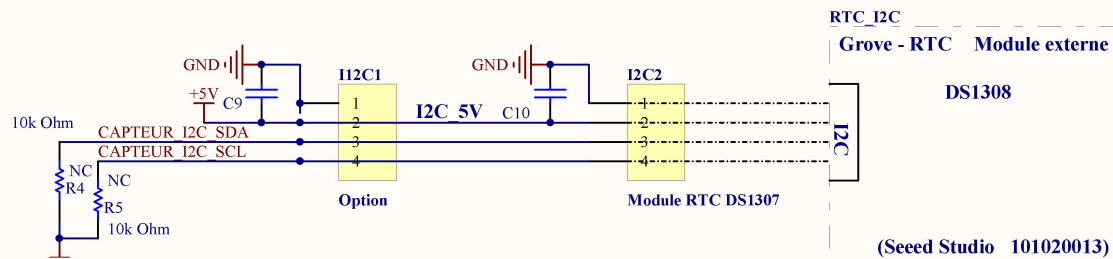 RTC_I2C
Grove - RTC Module externe
DS1308
I2C
(Seeed Studio 101020013)
GND
+5V
C9
I12C1
1
2
3
4
Option
I2C_5V
GND
C10
I2C2
1
2
3
4
Module RTC DS1307
10k Ohm
CAPTEUR_I2C_SDA
CAPTEUR_I2C_SCL
NC
R4
NC
R5
10k Ohm